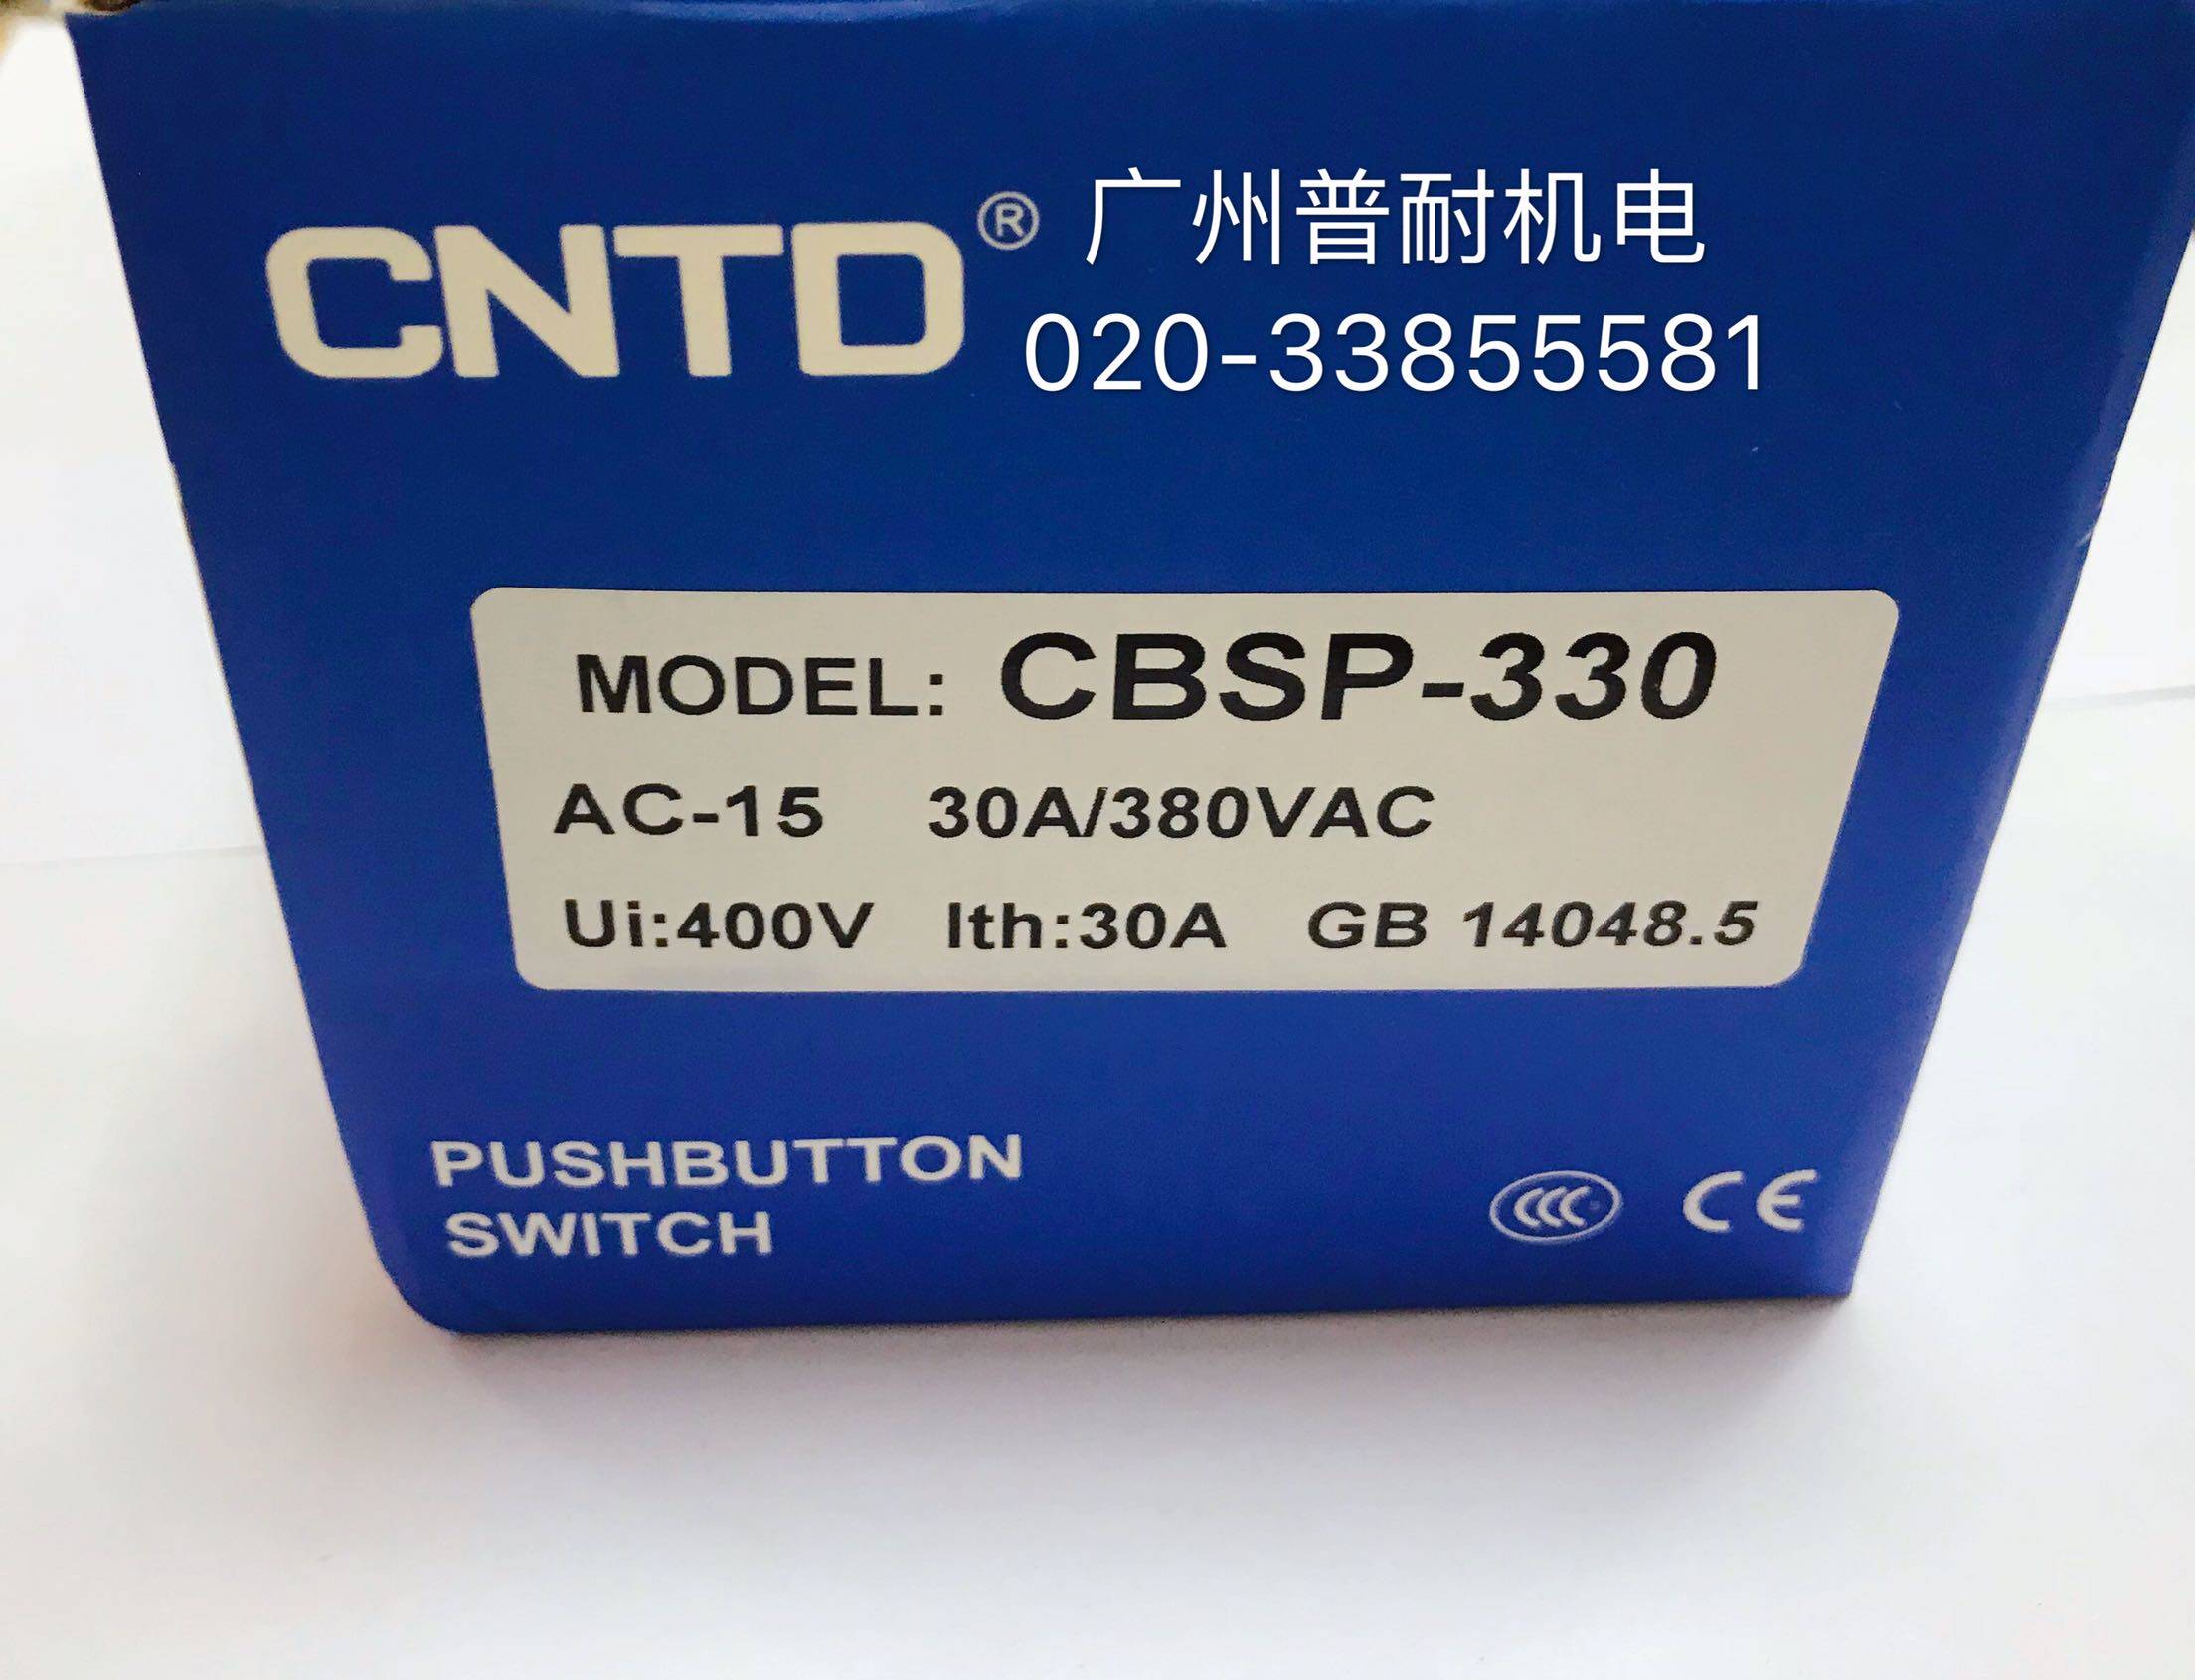 CNTD® 广州普耐机电
020-33855581
MODEL: CBSP-330
AC-15 30A/380VAC
Ui:400V Ith:30A GB 14048.5
PUSHBUTTON
SWITCH
CCC CE